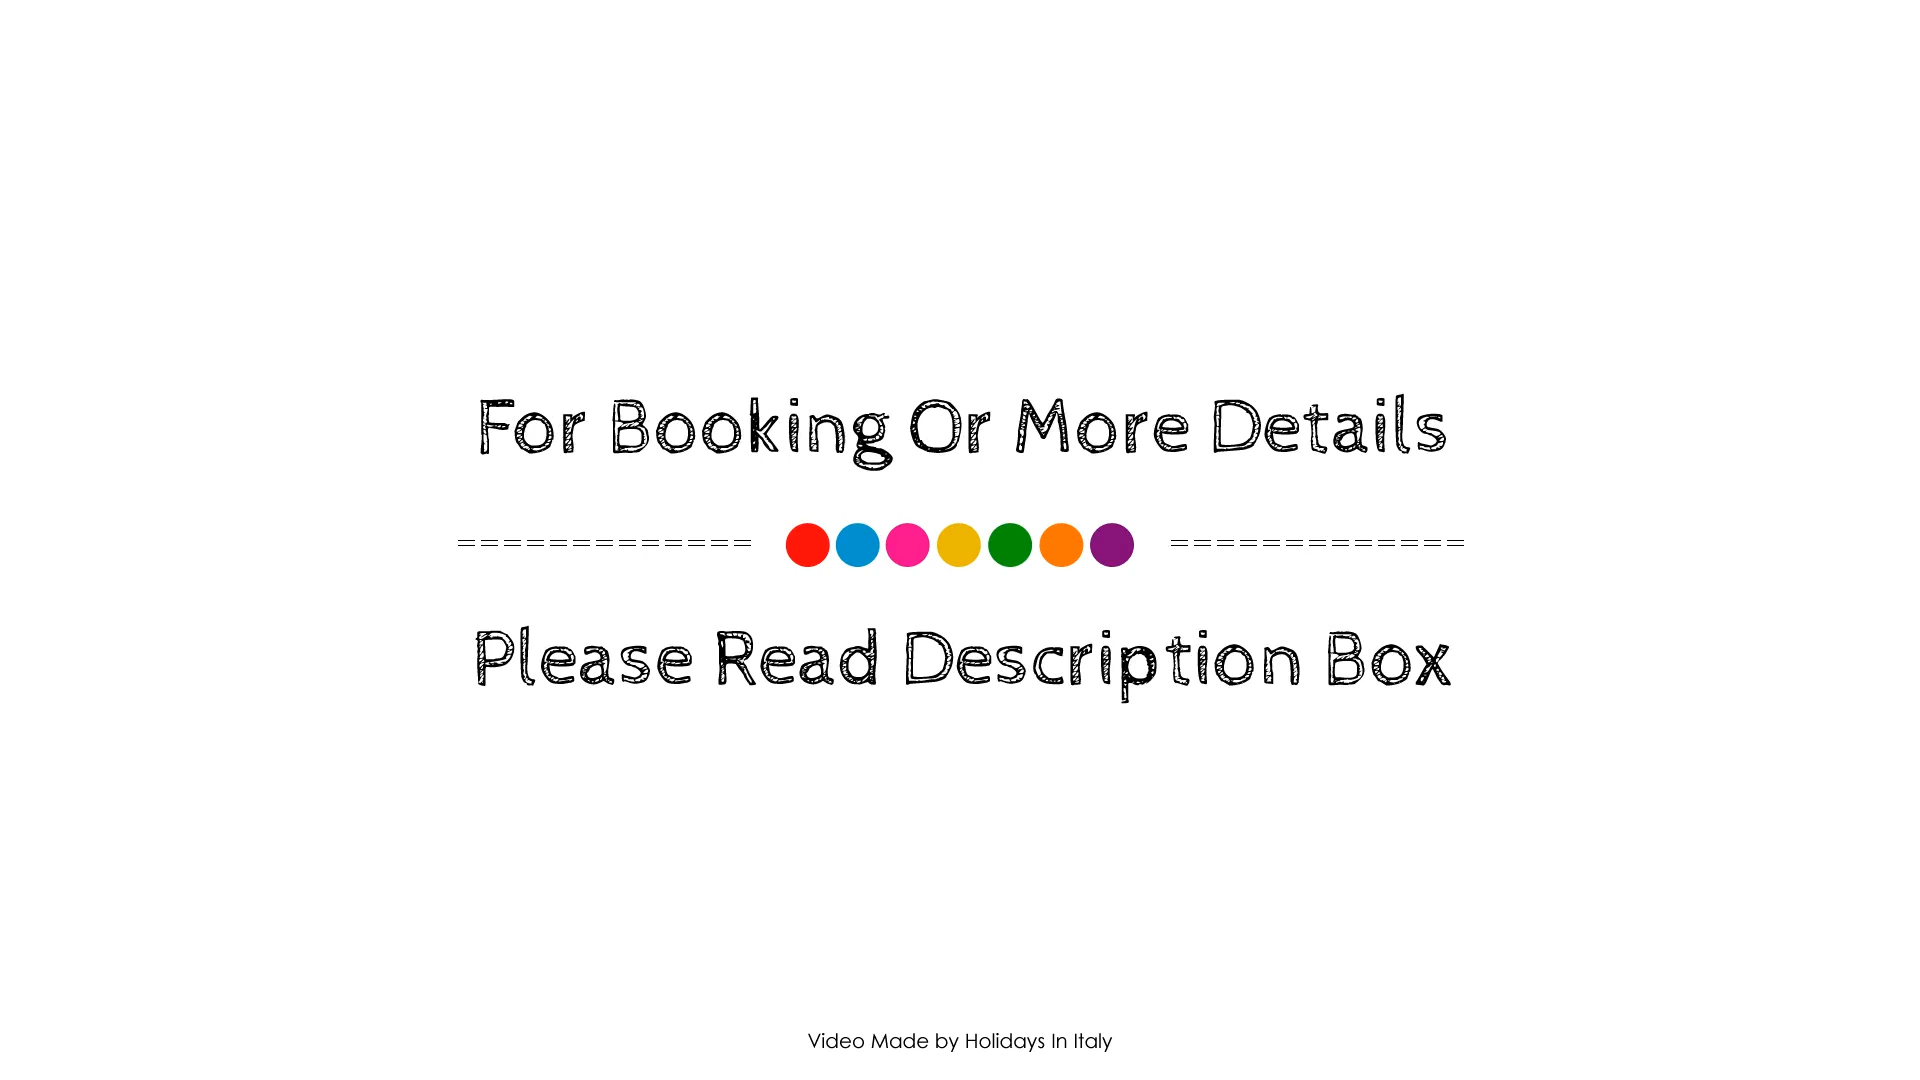 For Booking Or More Details
============= =============
Please Read Description Box
Video Made by Holidays In Italy